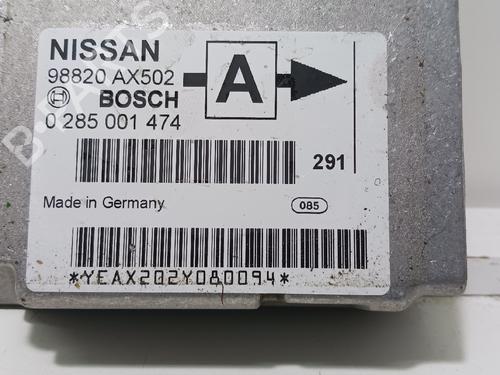 NISSAN
98820 AX502
A
BOSCH
0 285 001 474
291
Made in Germany
085
*YEAX202Y080094*